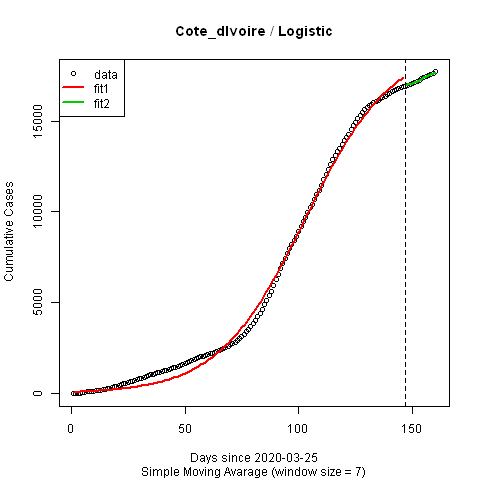 Cote_dIvoire / Logistic
data
fit1
fit2
Cumulative Cases
15000
10000
5000
0
0 50 100 150
Days since 2020-03-25
Simple Moving Avarage (window size = 7)